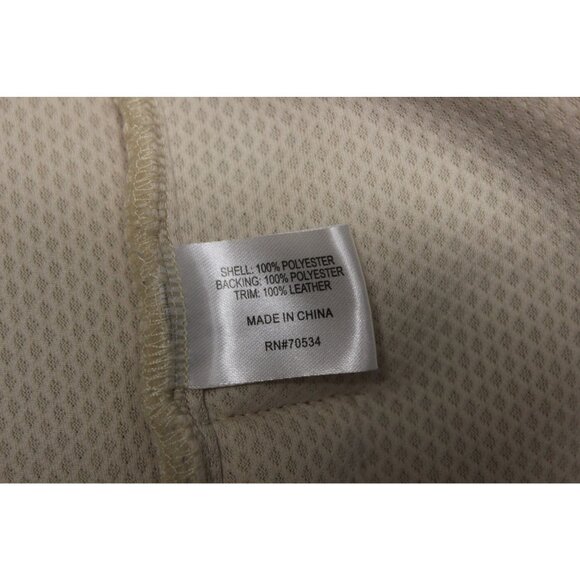 SHELL: 100% POLYESTER
BACKING: 100% POLYESTER
TRIM: 100% LEATHER
MADE IN CHINA
RN#70534